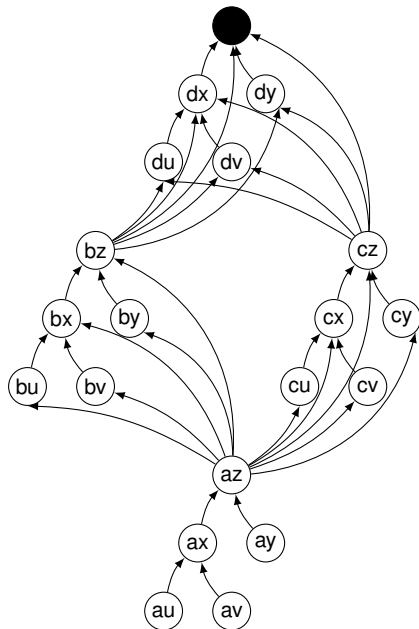 dx dy
du dv
bz cz
bx by cx cy
bu bv cu cv
az
ax ay
au av